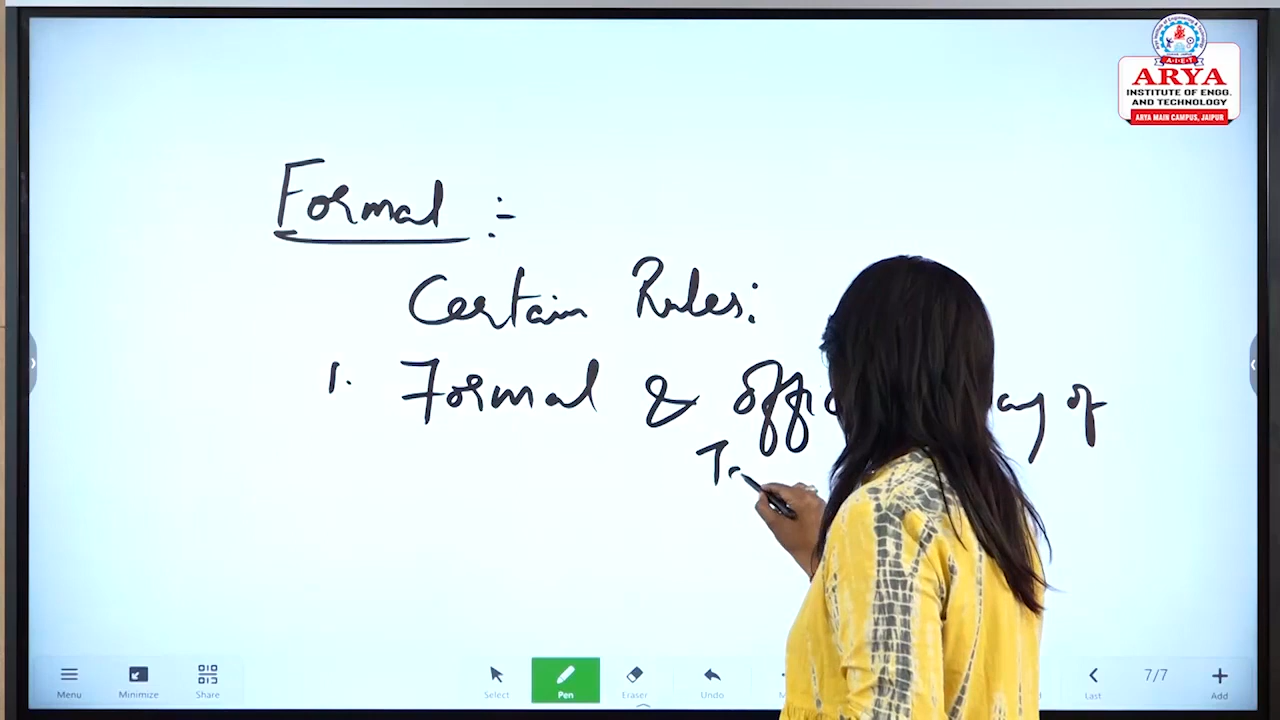 ARYA
INSTITUTE OF ENGG.
AND TECHNOLOGY
ARYA MAIN CAMPUS, JAIPUR
A·I·E·T
Formal :-
Certain Rules:
1. Formal & of
Menu
Minimize
Share
Select
Pen
Eraser
Undo
Last
7/7
Add